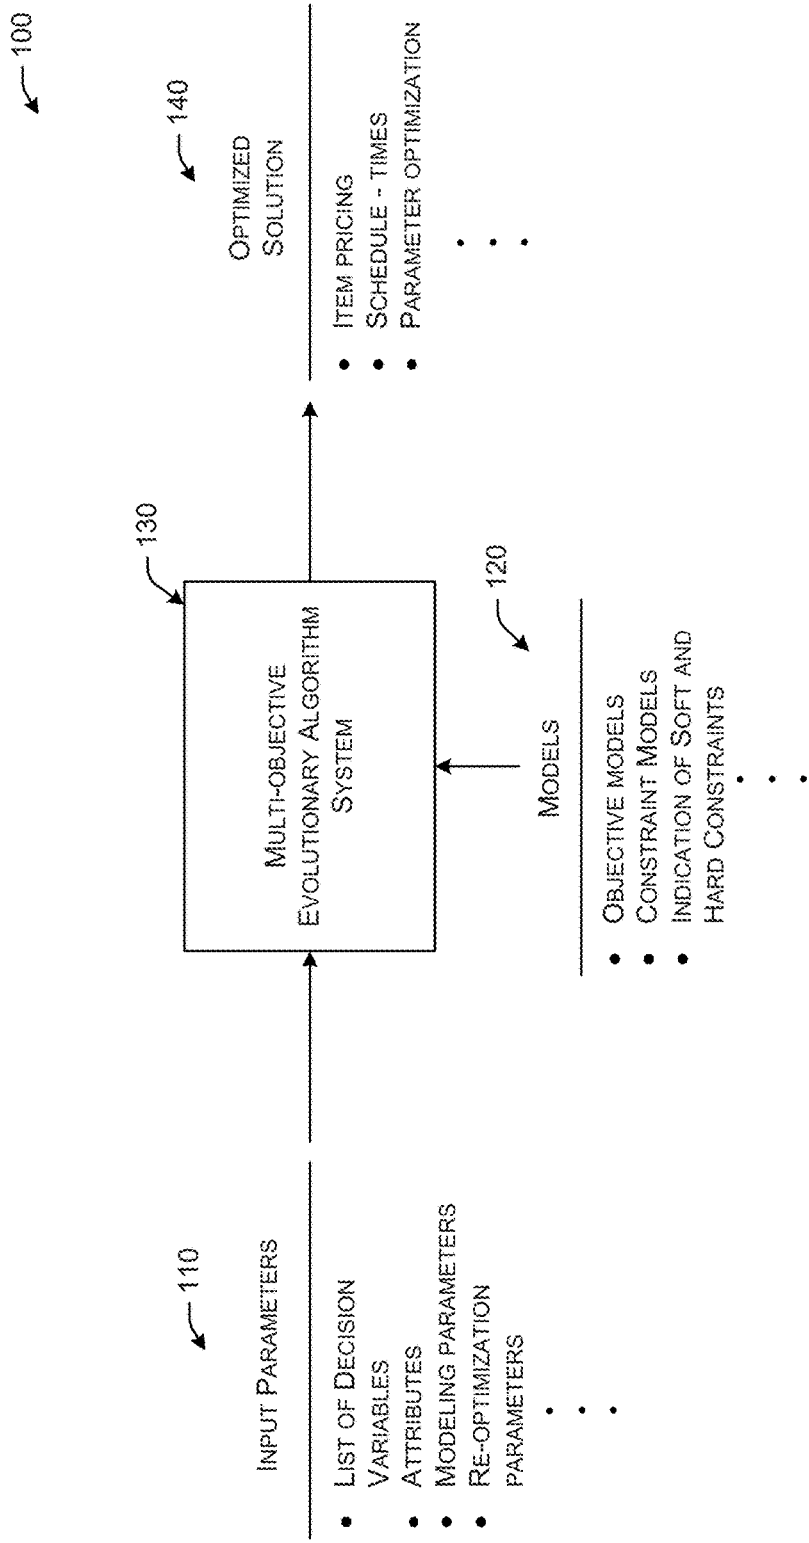 100
110
INPUT PARAMETERS
• LIST OF DECISION
VARIABLES
• ATTRIBUTES
• MODELING PARAMETERS
• RE-OPTIMIZATION
PARAMETERS
130
MULTI-OBJECTIVE
EVOLUTIONARY ALGORITHM
SYSTEM
120
MODELS
• OBJECTIVE MODELS
• CONSTRAINT MODELS
• INDICATION OF SOFT AND
HARD CONSTRAINTS
140
OPTIMIZED
SOLUTION
• ITEM PRICING
• SCHEDULE - TIMES
• PARAMETER OPTIMIZATION